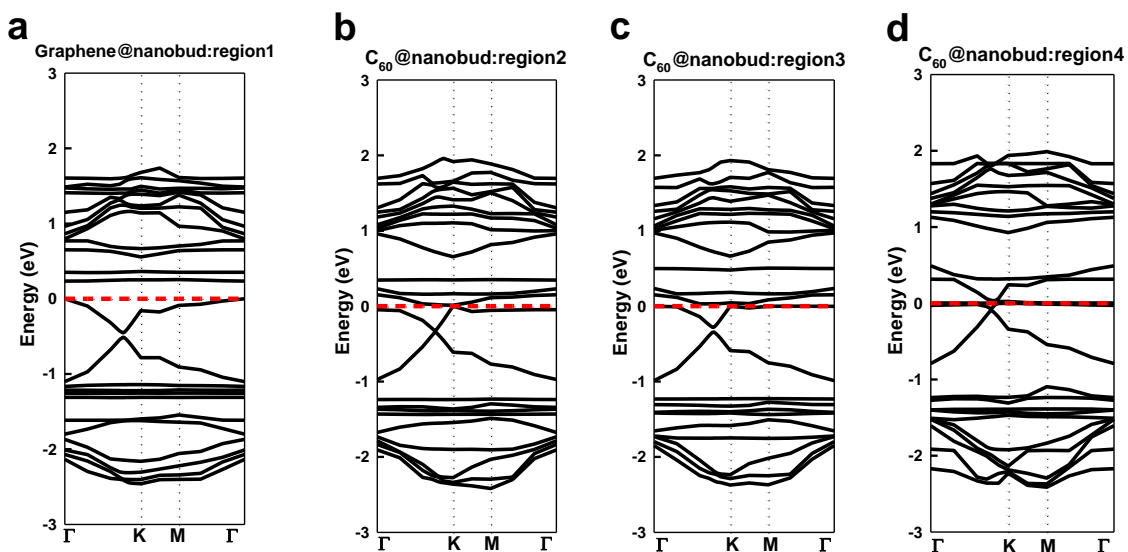 a
Graphene@nanobud:region1
Energy (eV)
3
2
1
0
-1
-2
-3
Γ K M Γ
b
C60@nanobud:region2
Energy (eV)
3
2
1
0
-1
-2
-3
Γ K M Γ
c
C60@nanobud:region3
Energy (eV)
3
2
1
0
-1
-2
-3
Γ K M Γ
d
C60@nanobud:region4
Energy (eV)
3
2
1
0
-1
-2
-3
Γ K M Γ